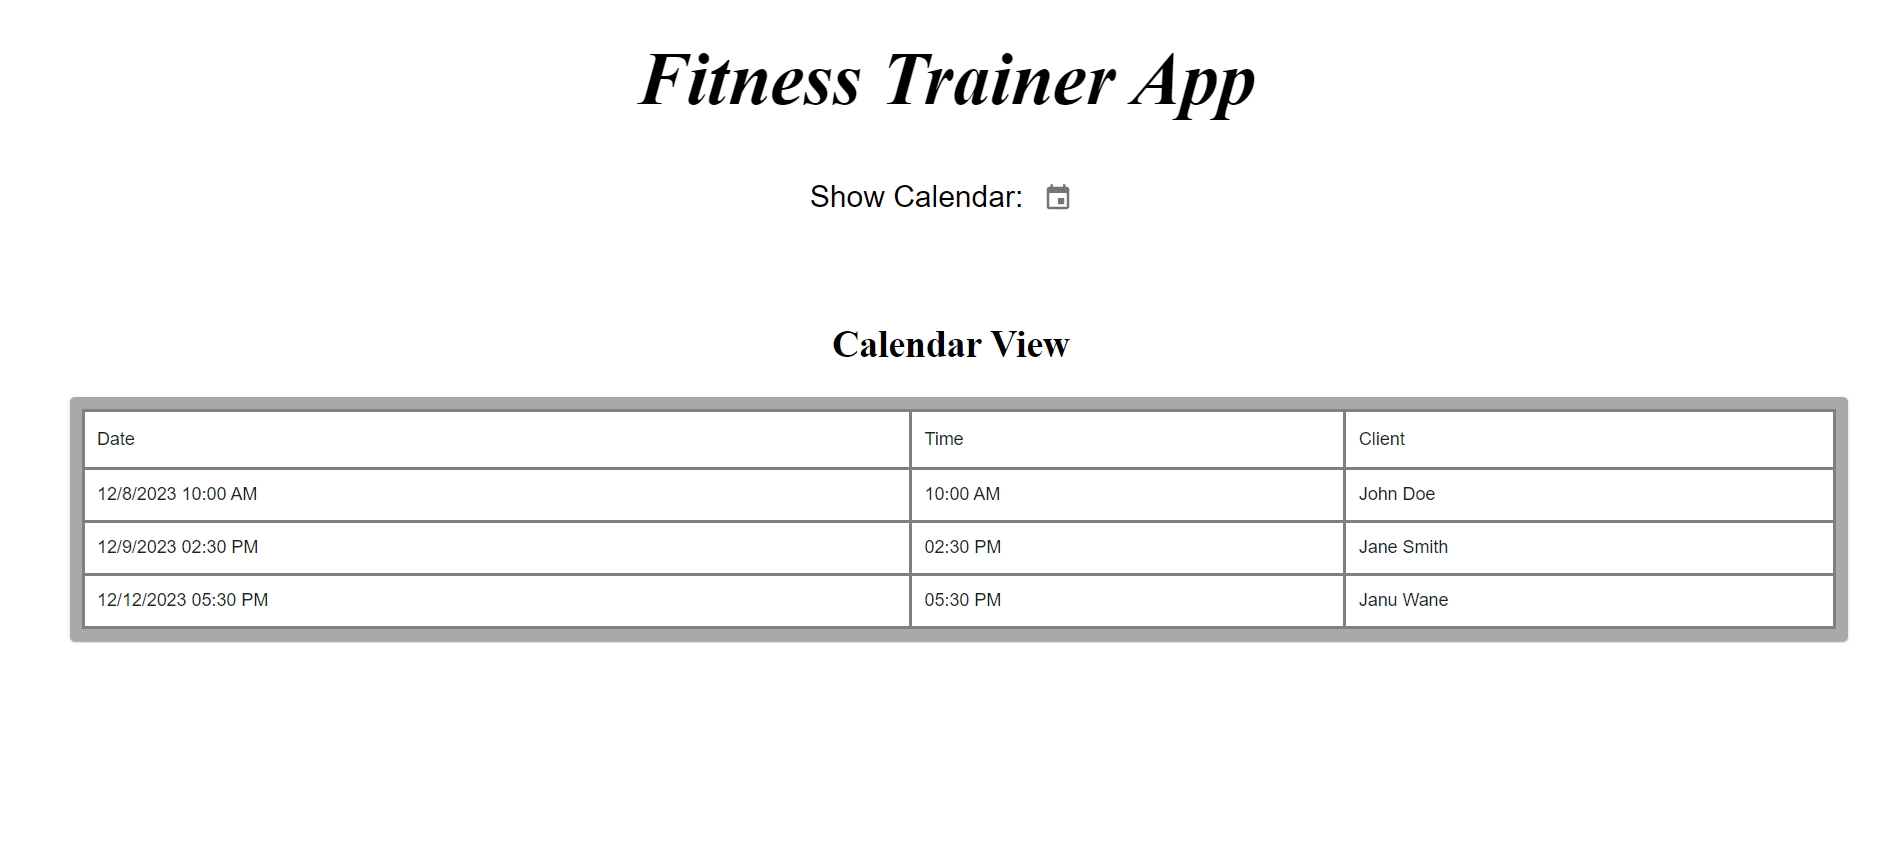 Fitness Trainer App
Show Calendar:
Calendar View
Date Time Client
12/8/2023 10:00 AM 10:00 AM John Doe
12/9/2023 02:30 PM 02:30 PM Jane Smith
12/12/2023 05:30 PM 05:30 PM Janu Wane